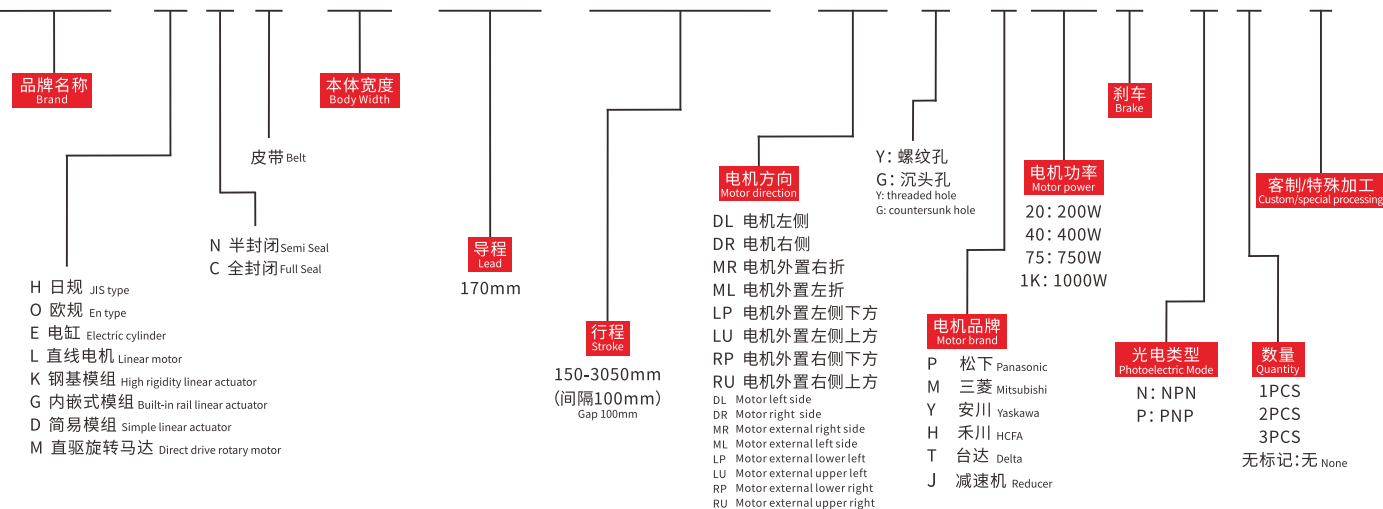 品牌名称
Brand
本体宽度
Body Width
皮带 Belt
N 半封闭 Semi Seal
C 全封闭 Full Seal
H 日规 JIS type
O 欧规 En type
E 电缸 Electric cylinder
L 直线电机 Linear motor
K 钢基模组 High rigidity linear actuator
G 内嵌式模组 Built-in rail linear actuator
D 简易模组 Simple linear actuator
M 直驱旋转马达 Direct drive rotary motor
导程
Lead
170mm
行程
Stroke
150-3050mm
(间隔100mm)
Gap 100mm
电机方向
Motor direction
DL 电机左侧
DR 电机右侧
MR 电机外置右折
ML 电机外置左折
LP 电机外置左侧下方
LU 电机外置左侧上方
RP 电机外置右侧下方
RU 电机外置右侧上方
DL Motor left side
DR Motor right side
MR Motor external right side
ML Motor external left side
LP Motor external lower left
LU Motor external upper left
RP Motor external lower right
RU Motor external upper right
Y: 螺纹孔
G: 沉头孔
Y: threaded hole
G: countersunk hole
电机品牌
Motor brand
P 松下 Panasonic
M 三菱 Mitsubishi
Y 安川 Yaskawa
H 禾川 HCFA
T 台达 Delta
J 减速机 Reducer
电机功率
Motor power
20: 200W
40: 400W
75: 750W
1K: 1000W
刹车
Brake
光电类型
Photoelectric Mode
N: NPN
P: PNP
数量
Quantity
1PCS
2PCS
3PCS
无标记:无 None
客制/特殊加工
Custom/special processing